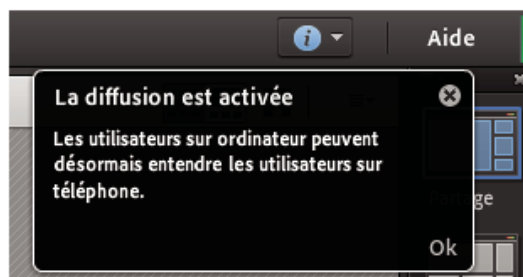 Aide
La diffusion est activée
Les utilisateurs sur ordinateur peuvent
désormais entendre les utilisateurs sur
téléphone.
Ok